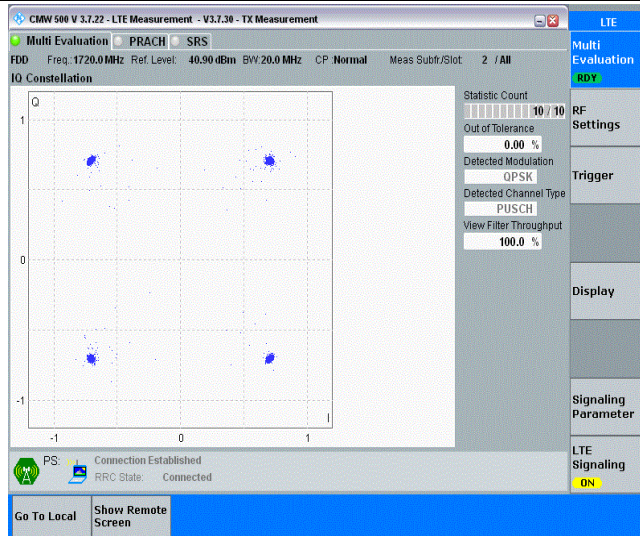 CMW 500 V 3.7.22 - LTE Measurement - V3.7.30 - TX Measurement
LTE
Multi Evaluation PRACH SRS
FDD Freq.:1720.0 MHz Ref. Level: 40.90 dBm BW:20.0 MHz CP :Normal Meas Subfr/Slot: 2 / All
IQ Constellation
Q
1
0
-1
I
-1 0 1
Statistic Count
10 / 10
Out of Tolerance
0.00 %
Detected Modulation
QPSK
Detected Channel Type
PUSCH
View Filter Throughput
100.0 %
Multi
Evaluation
RDY
RF
Settings
Trigger
Display
Signaling
Parameter
LTE
Signaling
ON
PS: Connection Established
RRC State: Connected
Go To Local
Show Remote
Screen